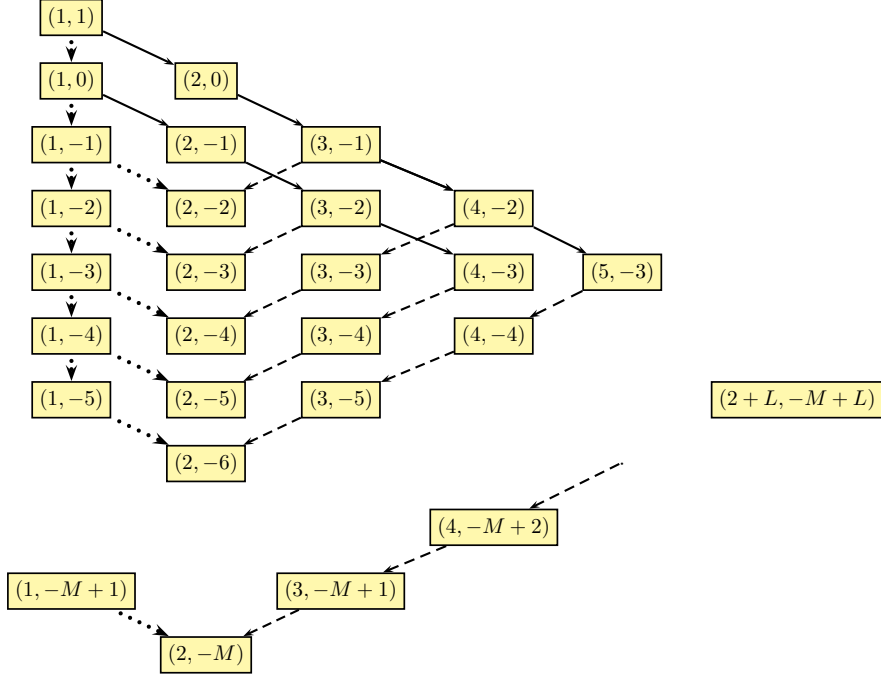 (1, 1)
(1, 0) (2, 0)
(1, −1) (2, −1) (3, −1)
(1, −2) (2, −2) (3, −2) (4, −2)
(1, −3) (2, −3) (3, −3) (4, −3) (5, −3)
(1, −4) (2, −4) (3, −4) (4, −4)
(1, −5) (2, −5) (3, −5) (2 + L, −M + L)
(2, −6)
(4, −M + 2)
(1, −M + 1) (3, −M + 1)
(2, −M)